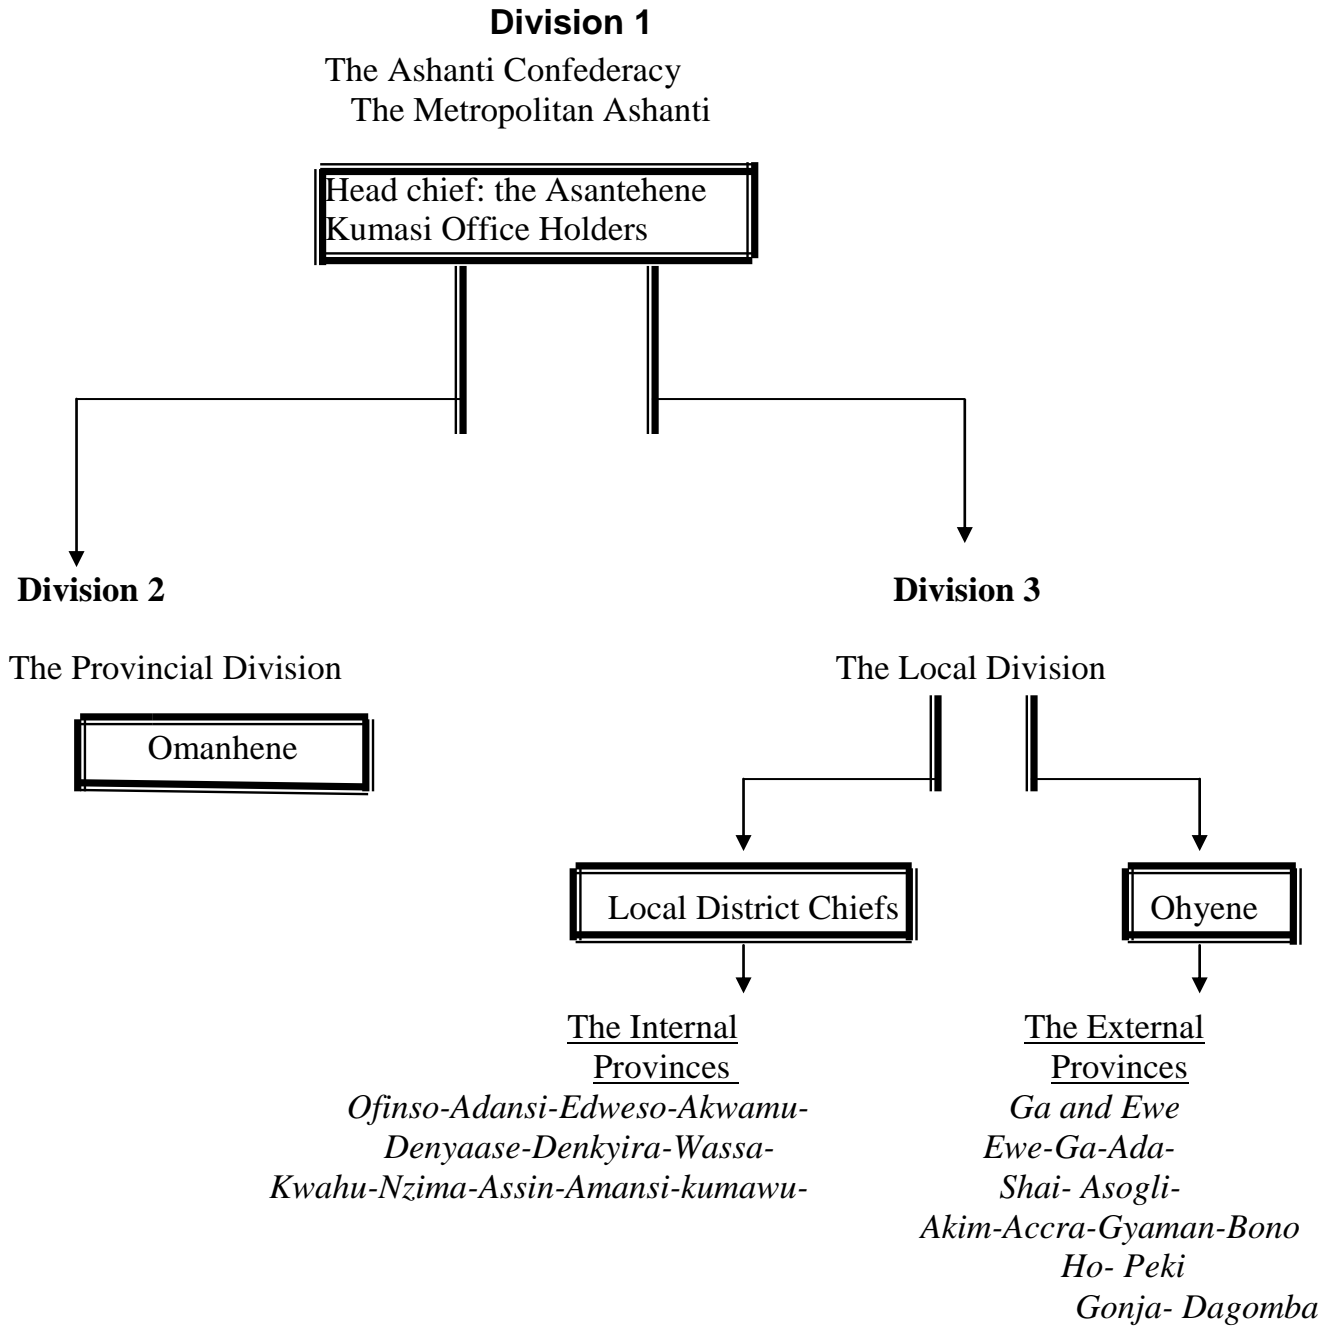 Division 1
The Ashanti Confederacy
The Metropolitan Ashanti
Head chief: the Asantehene
Kumasi Office Holders
Division 2
The Provincial Division
Omanhene
Division 3
The Local Division
Local District Chiefs
The Internal
Provinces
Ofinso-Adansi-Edweso-Akwamu-
Denyaase-Denkyira-Wassa-
Kwahu-Nzima-Assin-Amansi-kumawu-
Ohyene
The External
Provinces
Ga and Ewe
Ewe-Ga-Ada-
Shai- Asogli-
Akim-Accra-Gyaman-Bono
Ho- Peki
Gonja- Dagomba